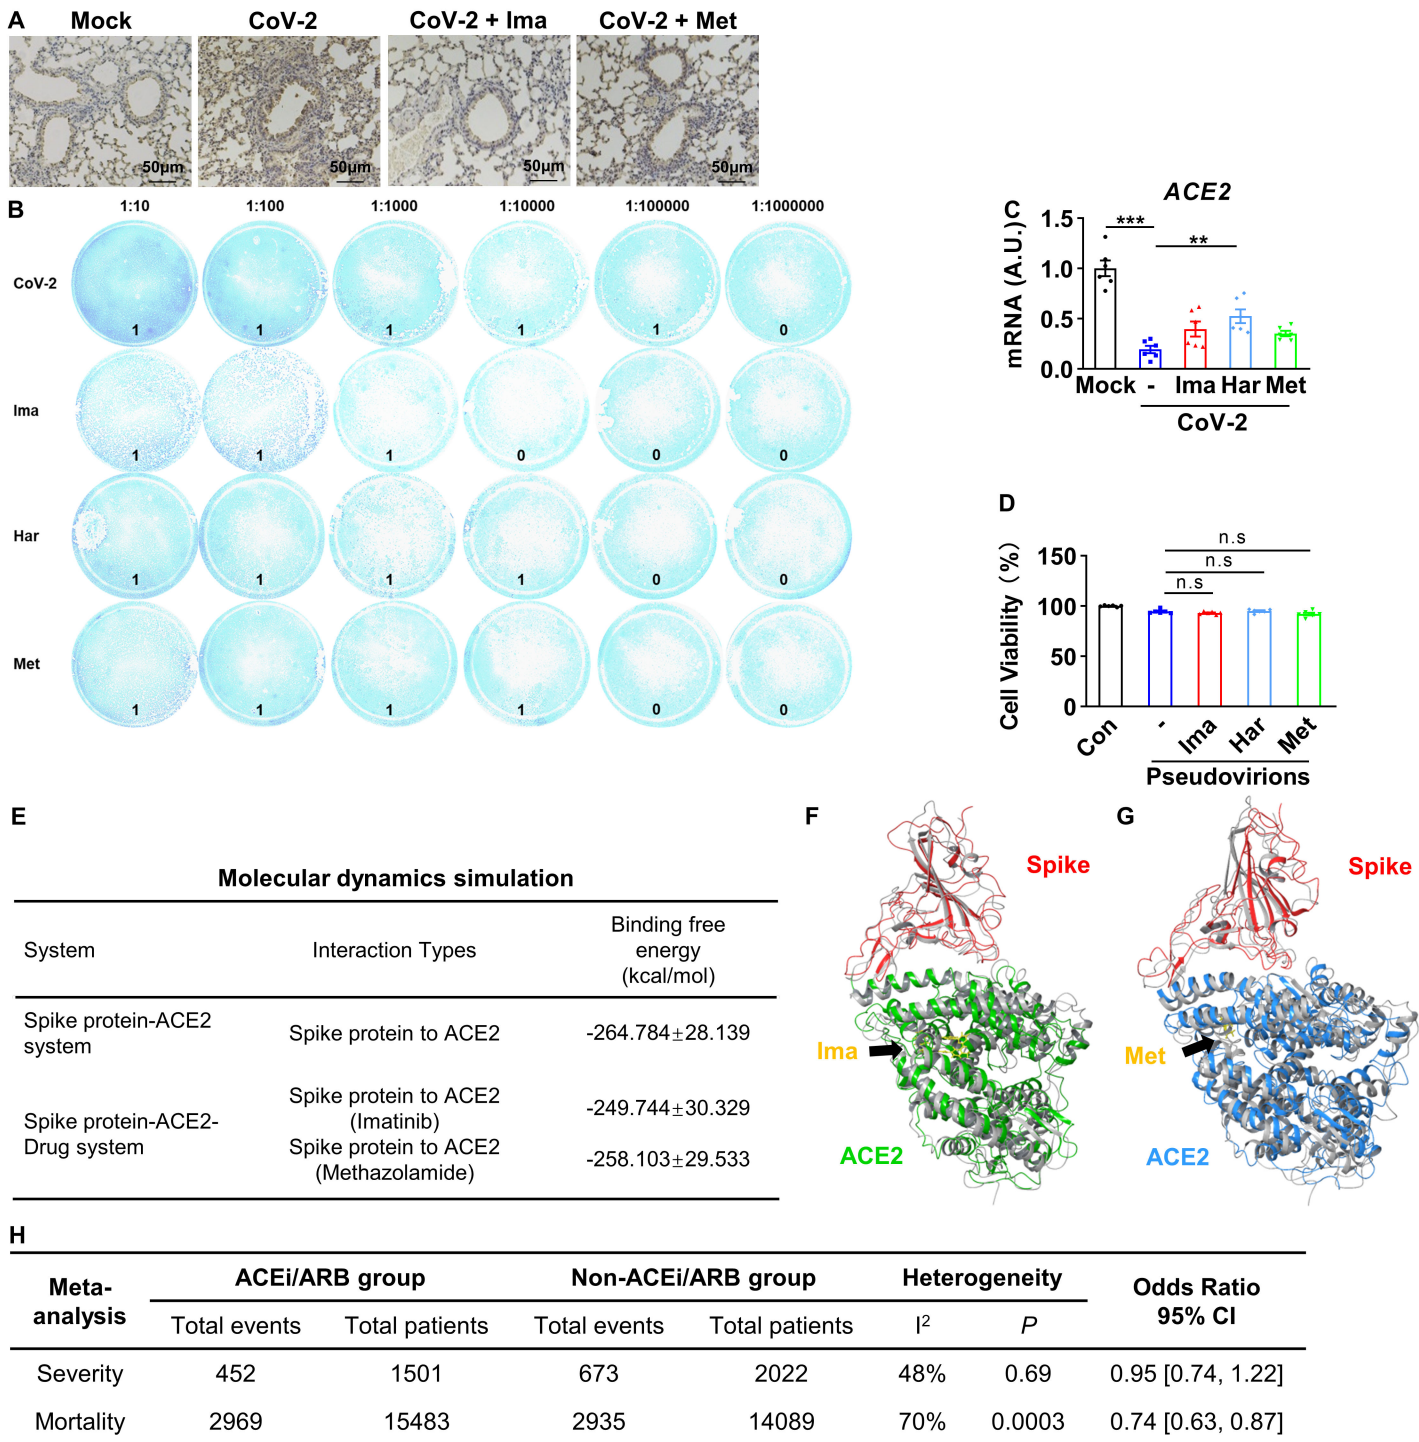 A
Mock
CoV-2
CoV-2 + Ima
CoV-2 + Met
50μm
50μm
50μm
50μm
B
1:10
1:100
1:1000
1:10000
1:100000
1:1000000
CoV-2
1
1
1
1
1
0
Ima
1
1
1
0
0
0
Har
1
1
1
1
0
0
Met
1
1
1
1
0
0
C
ACE2
mRNA (A.U.)
1.5
1.0
0.5
0.0
***
**
Mock
-
Ima
Har
Met
CoV-2
D
Cell Viability (%)
150
100
50
0
n.s
n.s
n.s
Con
-
Ima
Har
Met
Pseudovirions
E
Molecular dynamics simulation
System
Interaction Types
Binding free
energy
(kcal/mol)
Spike protein-ACE2
system
Spike protein to ACE2
-264.784±28.139
Spike protein-ACE2-
Drug system
Spike protein to ACE2
(Imatinib)
-249.744±30.329
Spike protein to ACE2
(Methazolamide)
-258.103±29.533
F
Spike
Ima
ACE2
G
Spike
Met
ACE2
H
Meta-
analysis
ACEi/ARB group
Non-ACEi/ARB group
Heterogeneity
Odds Ratio
95% CI
Total events
Total patients
Total events
Total patients
I²
P
Severity 452 1501 673 2022 48% 0.69 0.95 [0.74, 1.22]
Mortality 2969 15483 2935 14089 70% 0.0003 0.74 [0.63, 0.87]